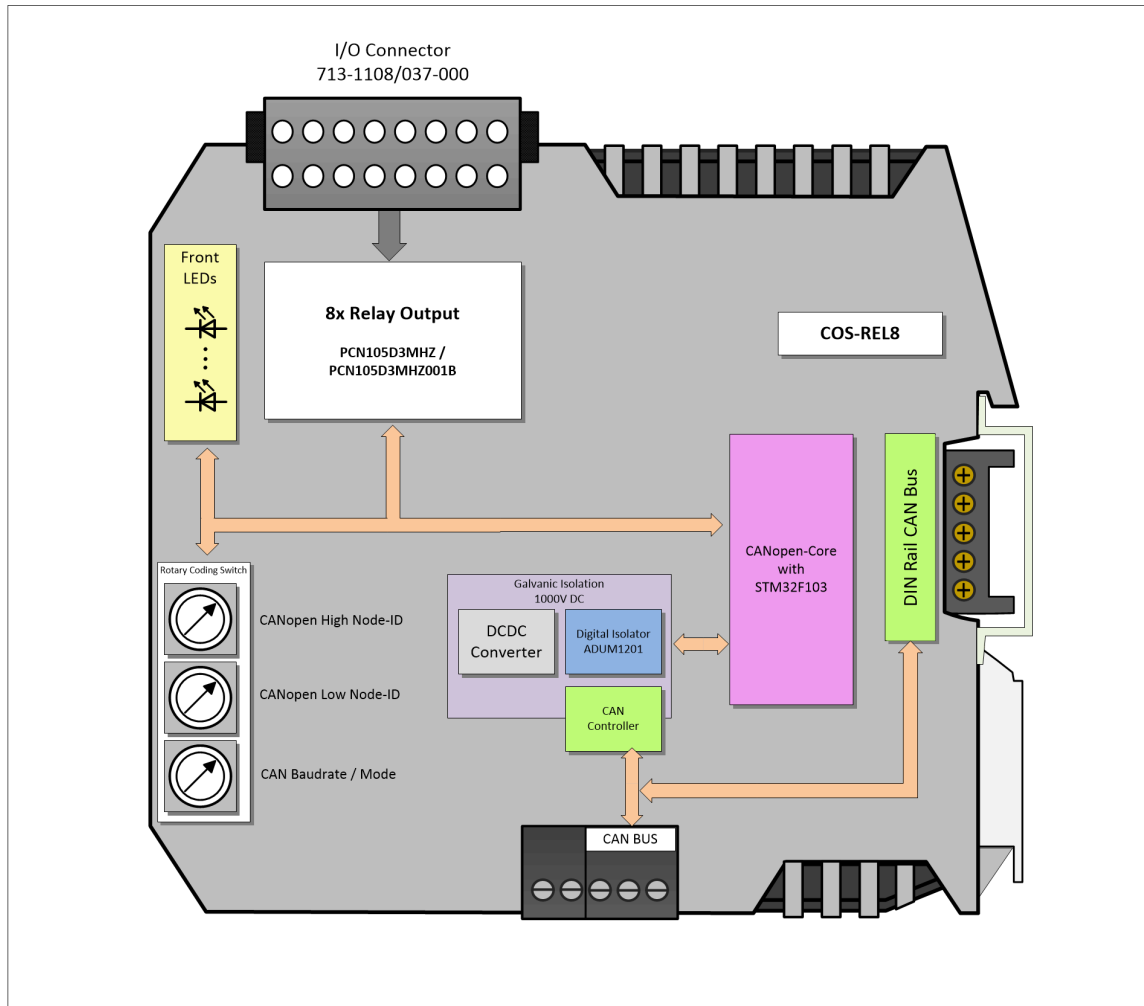 I/O Connector
713-1108/037-000
Front
LEDs
8x Relay Output
PCN105D3MHZ /
PCN105D3MHZ001B
COS-REL8
CANopen-Core
with
STM32F103
DIN Rail CAN Bus
Rotary Coding Switch
CANopen High Node-ID
CANopen Low Node-ID
CAN Baudrate / Mode
Galvanic Isolation
1000V DC
DCDC
Converter
Digital Isolator
ADUM1201
CAN
Controller
CAN BUS